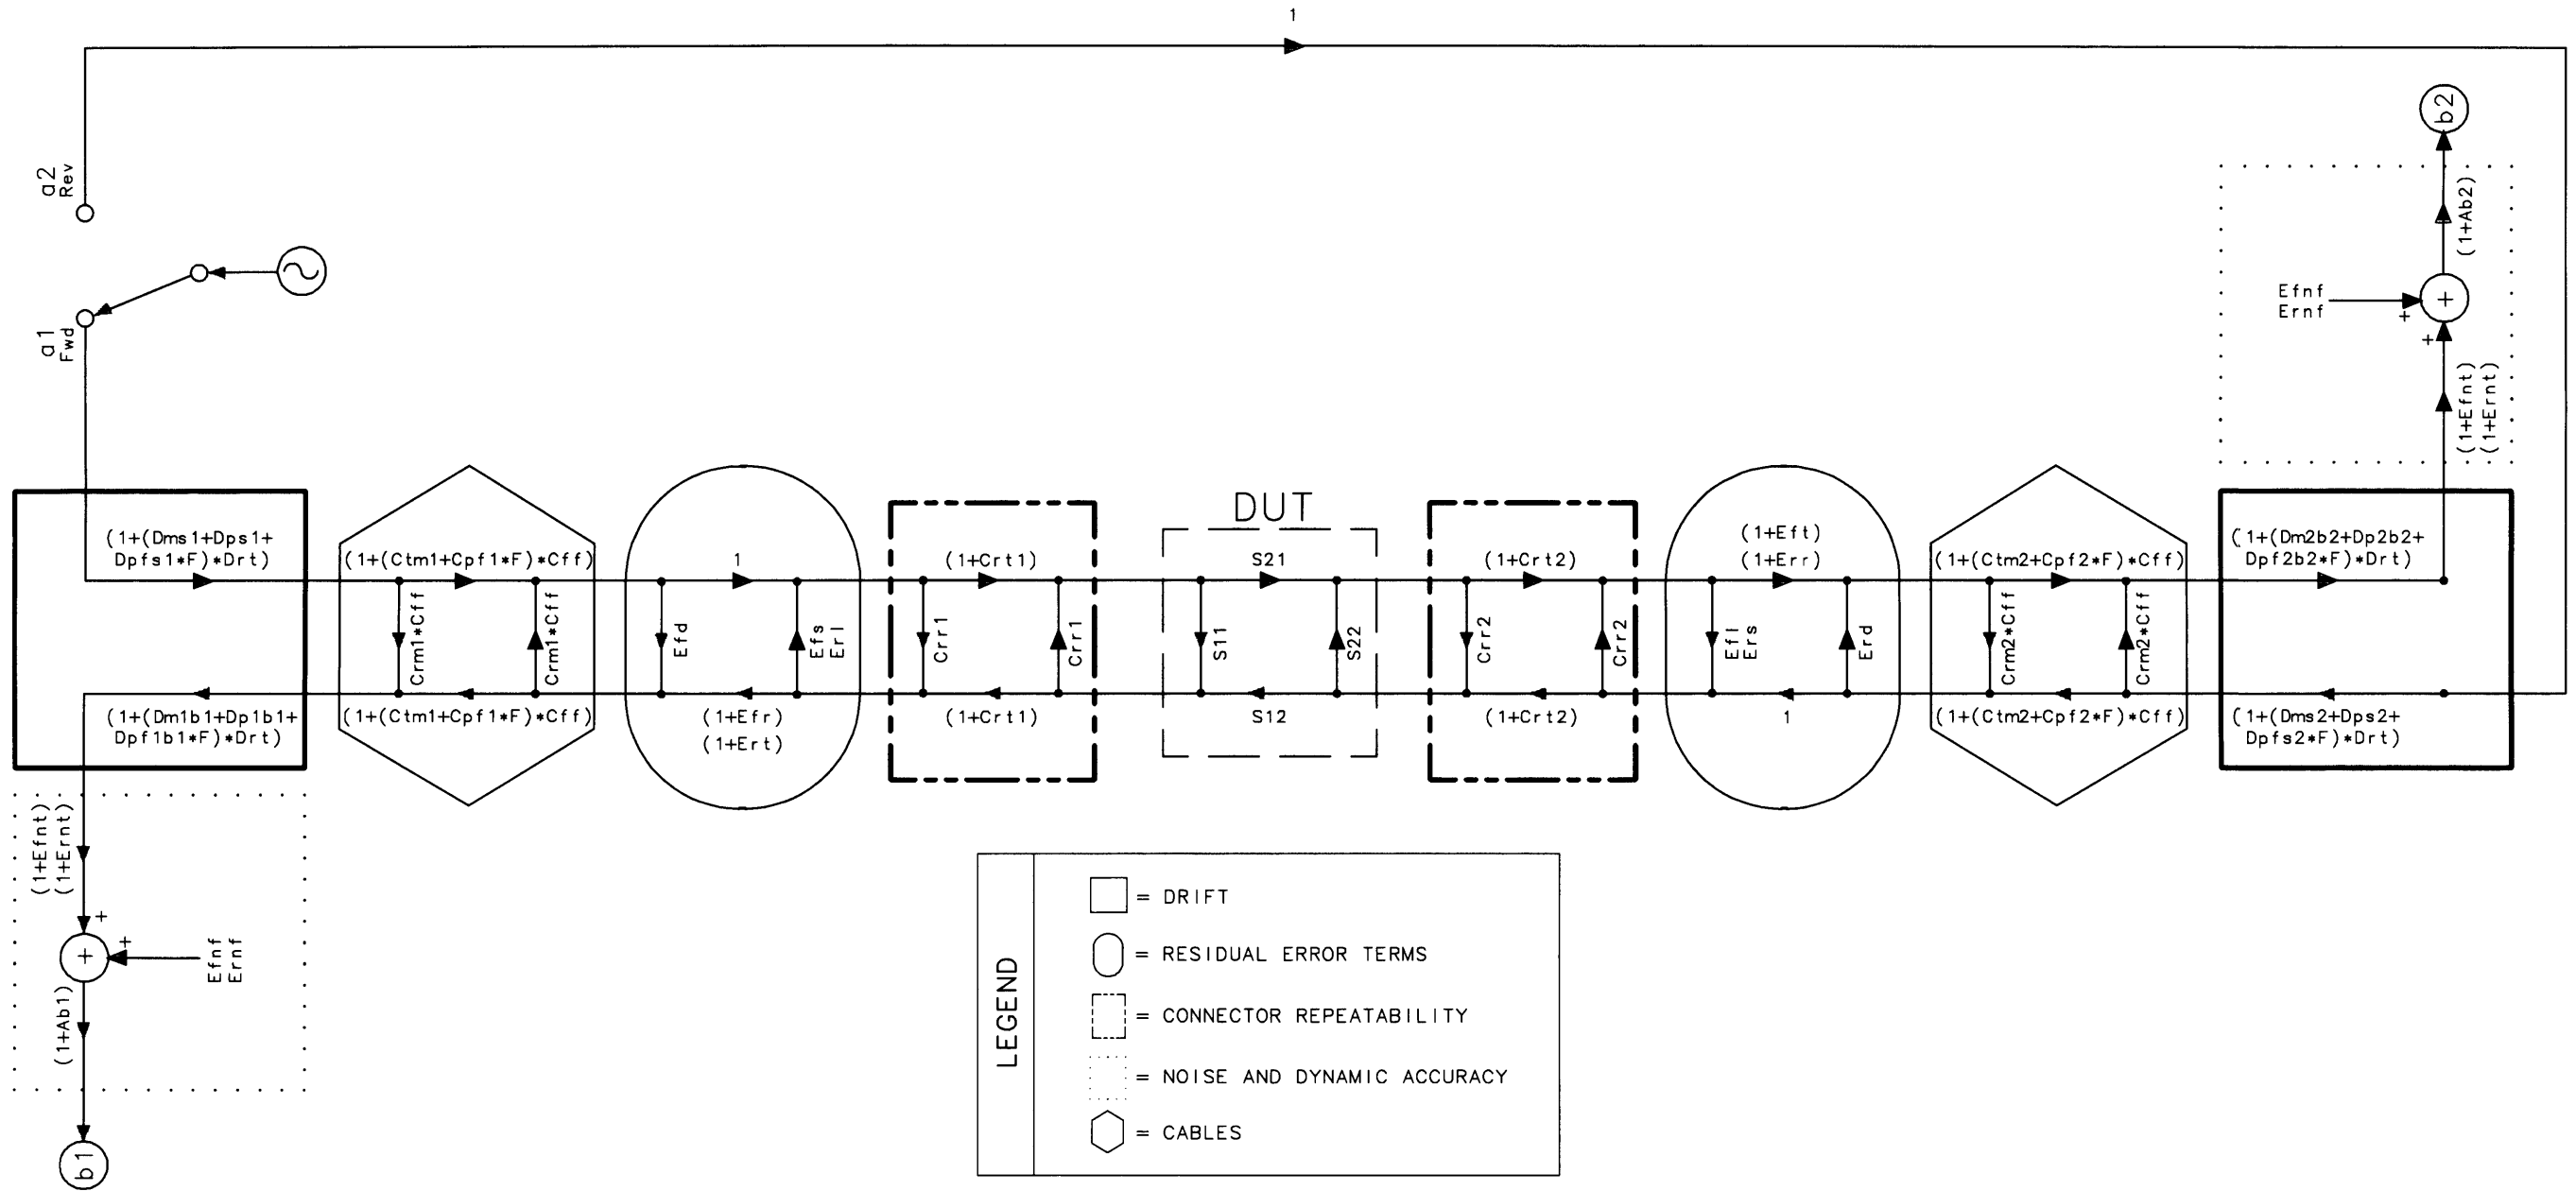 1
a2
Rev
b2
(1+Ab2)
a1
Fwd
Efnf
Ernf
+
+
+
(1+Efnt)
(1+Ernt)
DUT
(1+(Dms1+Dps1+
Dpfs1*F)*Drt)
(1+(Ctm1+Cpf1*F)*Cff)
1
(1+Crt1)
S21
(1+Crt2)
(1+Eft)
(1+Err)
(1+(Ctm2+Cpf2*F)*Cff)
(1+(Dm2b2+Dp2b2+
Dpf2b2*F)*Drt)
Crm1*Cff
Crm1*Cff
Efd
Efs
Erl
Crr1
Crr1
S11
S22
Crr2
Crr2
Efl
Ers
Erd
Crm2*Cff
Crm2*Cff
(1+(Dm1b1+Dp1b1+
Dpf1b1*F)*Drt)
(1+(Ctm1+Cpf1*F)*Cff)
(1+Efr)
(1+Ert)
(1+Crt1)
S12
(1+Crt2)
1
(1+(Ctm2+Cpf2*F)*Cff)
(1+(Dms2+Dps2+
Dpfs2*F)*Drt)
(1+Efnt)
(1+Ernt)
+
+
+
Efnf
Ernf
(1+Ab1)
b1
LEGEND
= DRIFT
= RESIDUAL ERROR TERMS
= CONNECTOR REPEATABILITY
= NOISE AND DYNAMIC ACCURACY
= CABLES